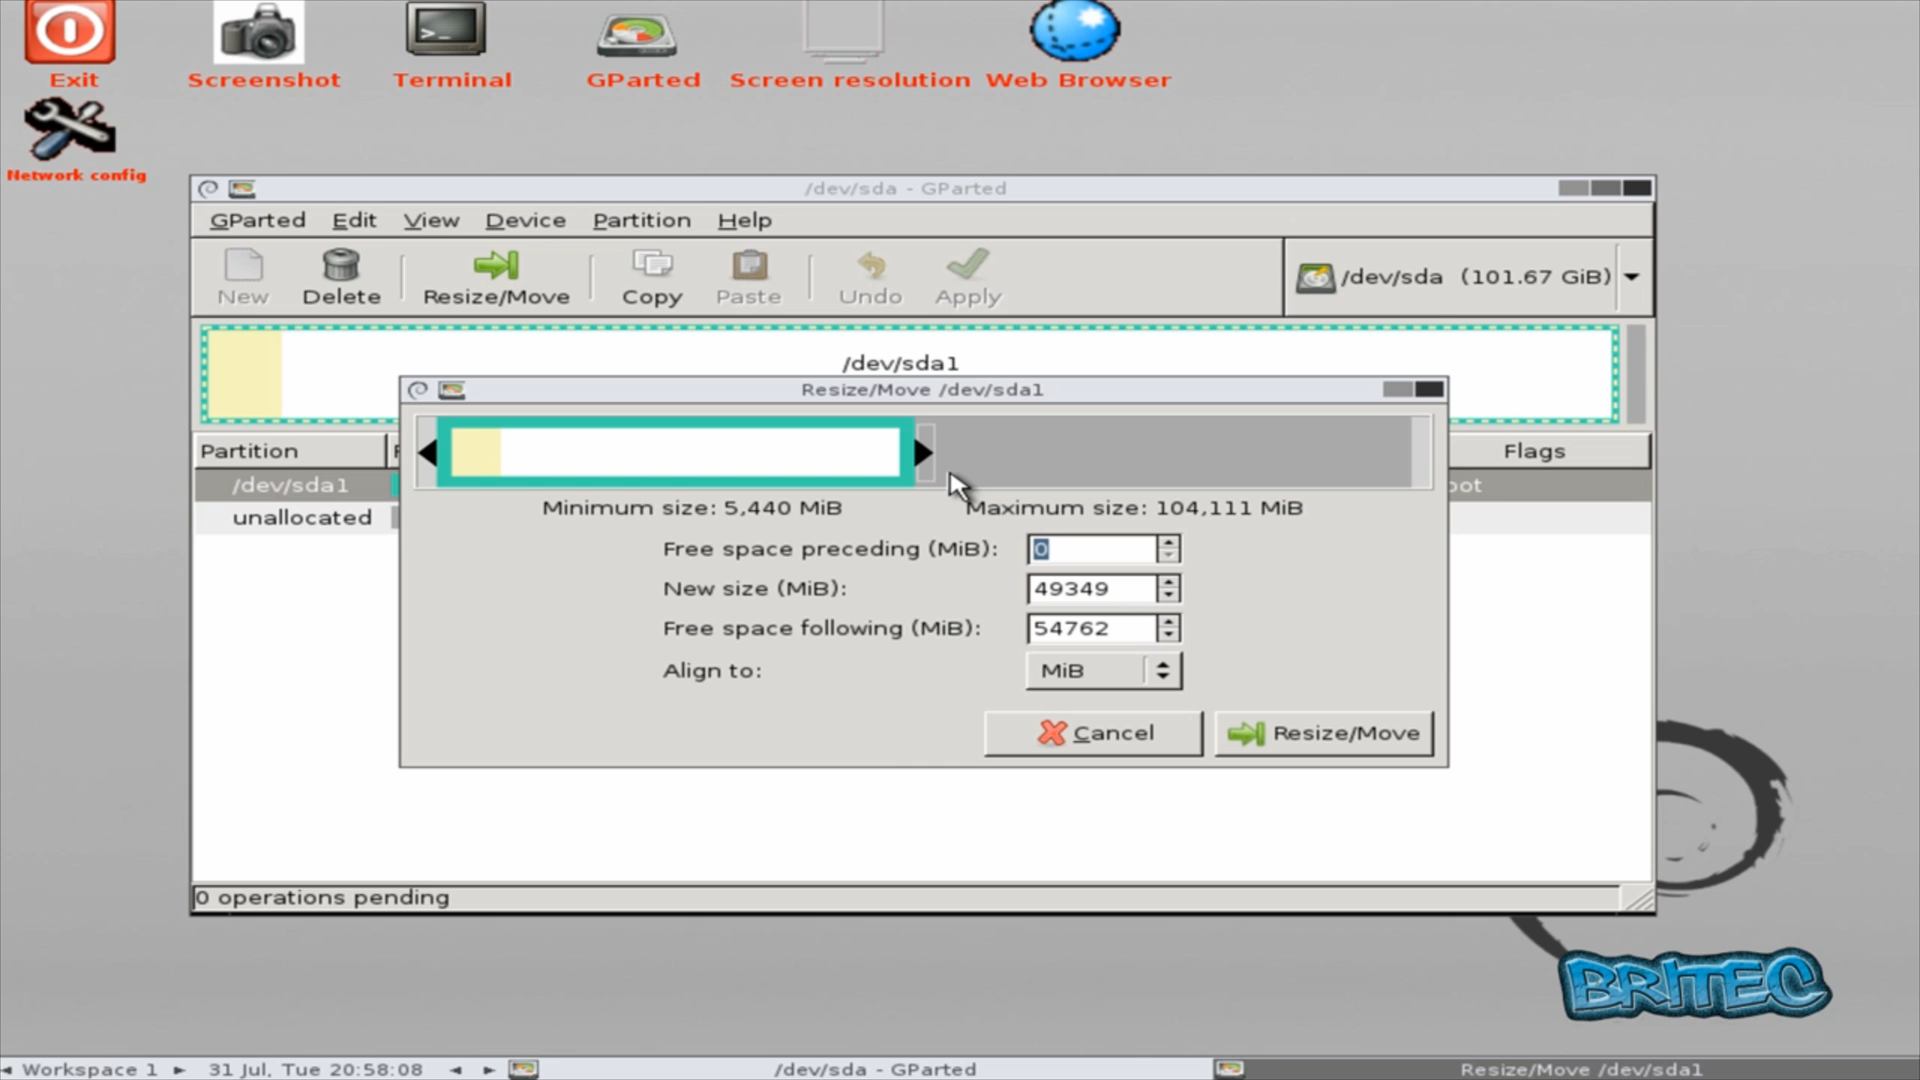 Exit
Screenshot
Terminal
GParted
Screen resolution
Web Browser
Network config
/dev/sda - GParted
GParted Edit View Device Partition Help
New Delete Resize/Move Copy Paste Undo Apply
/dev/sda (101.67 GiB)
/dev/sda1
Resize/Move /dev/sda1
Partition
Flags
/dev/sda1
unallocated
Minimum size: 5,440 MiB
Maximum size: 104,111 MiB
Free space preceding (MiB): 0
New size (MiB): 49349
Free space following (MiB): 54762
Align to: MiB
Cancel Resize/Move
0 operations pending
BRITEC
Workspace 1 31 Jul, Tue 20:58:08 /dev/sda - GParted Resize/Move /dev/sda1